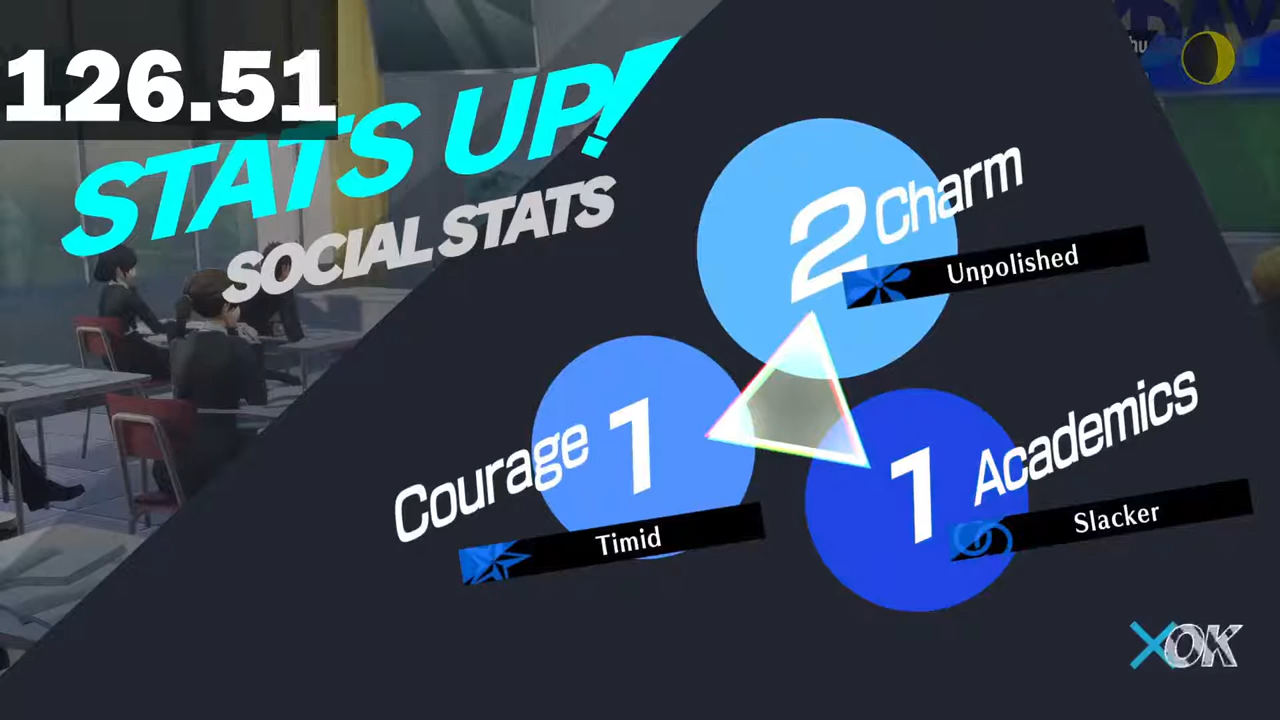 126.51
STATS UP!
SOCIAL STATS
2 Charm
Unpolished
Courage 1
Timid
1 Academics
Slacker
OK